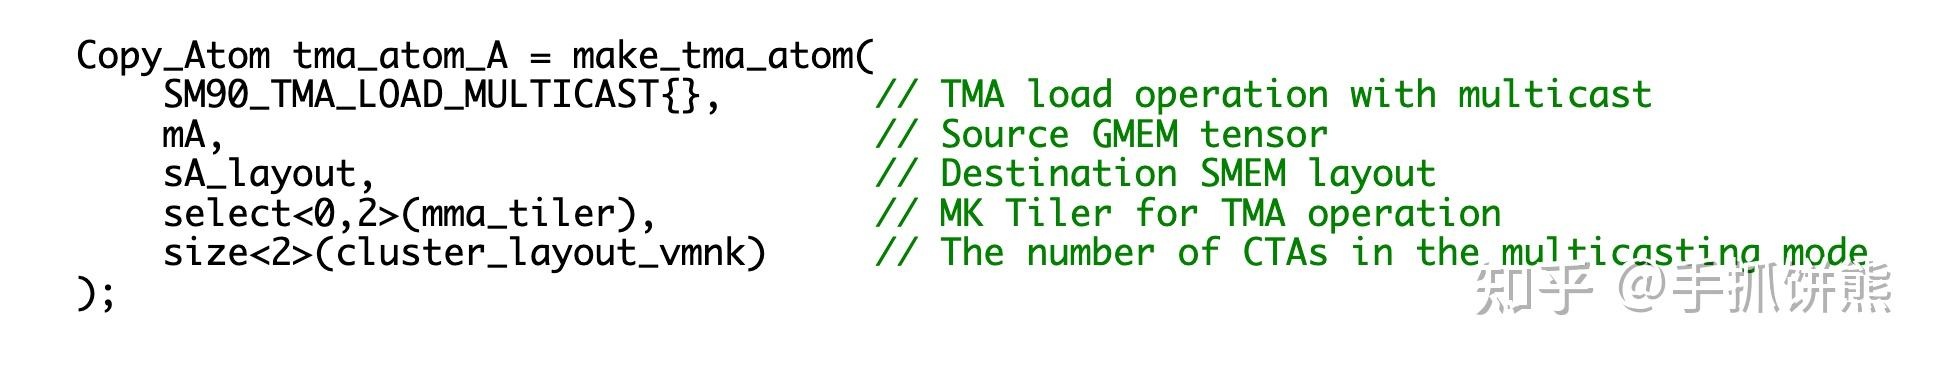 Copy_Atom tma_atom_A = make_tma_atom(
    SM90_TMA_LOAD_MULTICAST{},       // TMA load operation with multicast
    mA,                              // Source GMEM tensor
    sA_layout,                       // Destination SMEM layout
    select<0,2>(mma_tiler),          // MK Tiler for TMA operation
    size<2>(cluster_layout_vmnk)     // The number of CTAs in the multicasting mode
);
知乎 @手抓饼熊